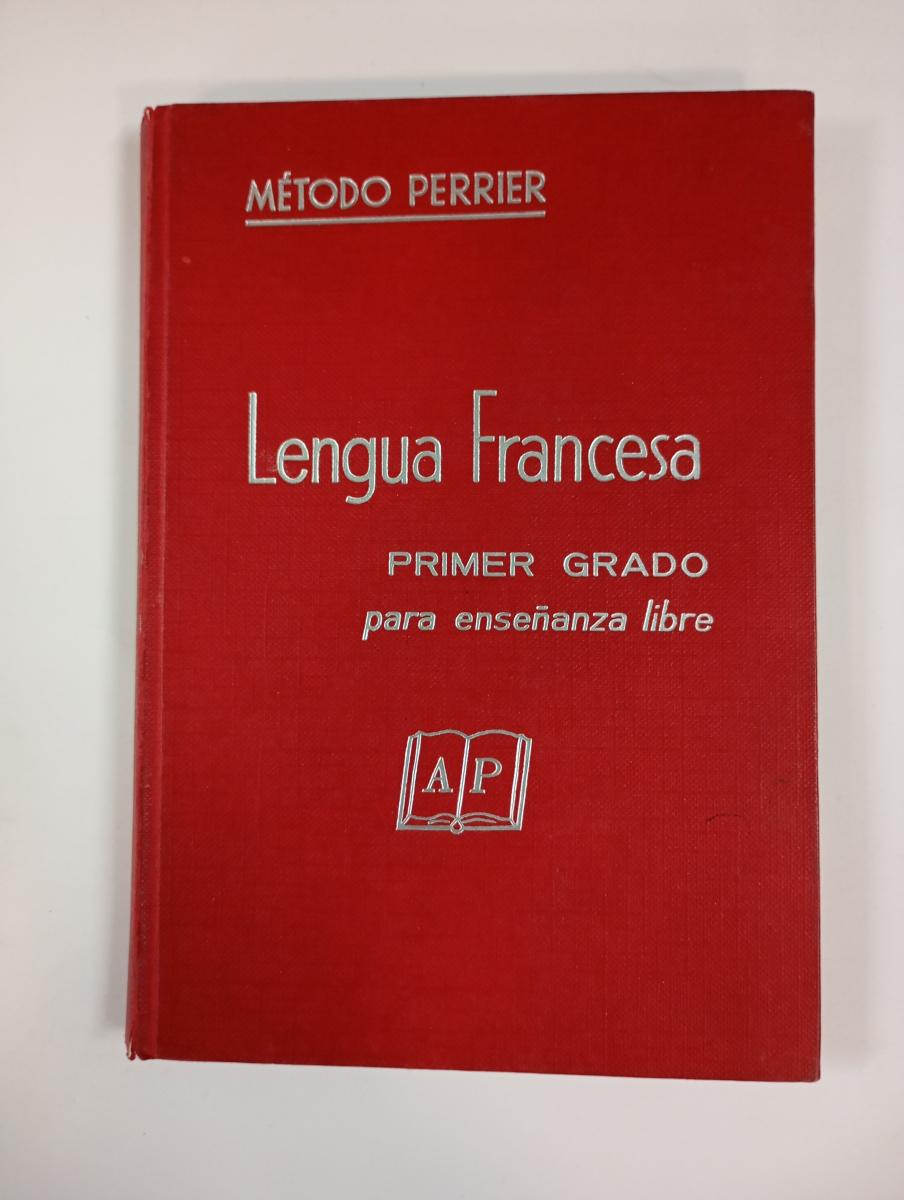 MÉTODO PERRIER
Lengua Francesa
PRIMER GRADO
para enseñanza libre
A P